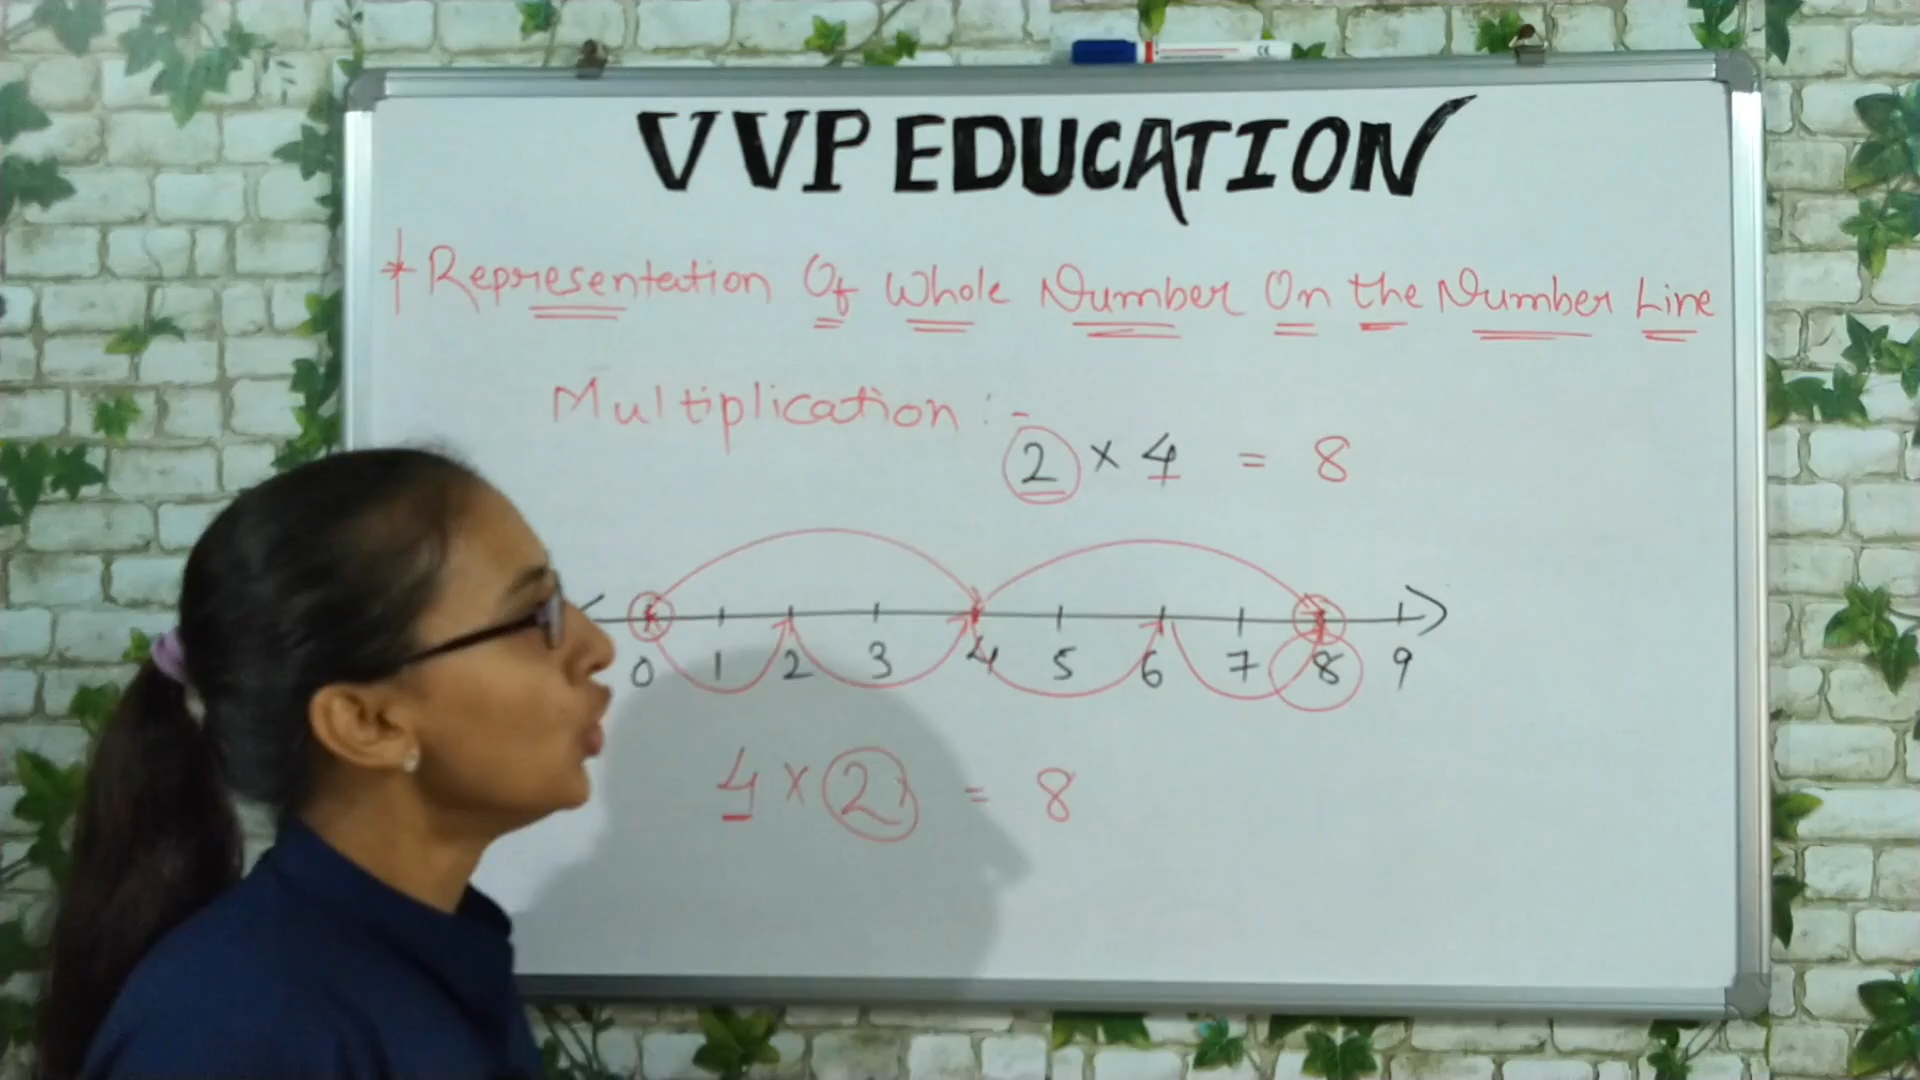 VVP EDUCATION
* Representation Of Whole Number On the Number Line
Multiplication :-
2 × 4 = 8
0 1 2 3 4 5 6 7 8 9
4 × 2 = 8